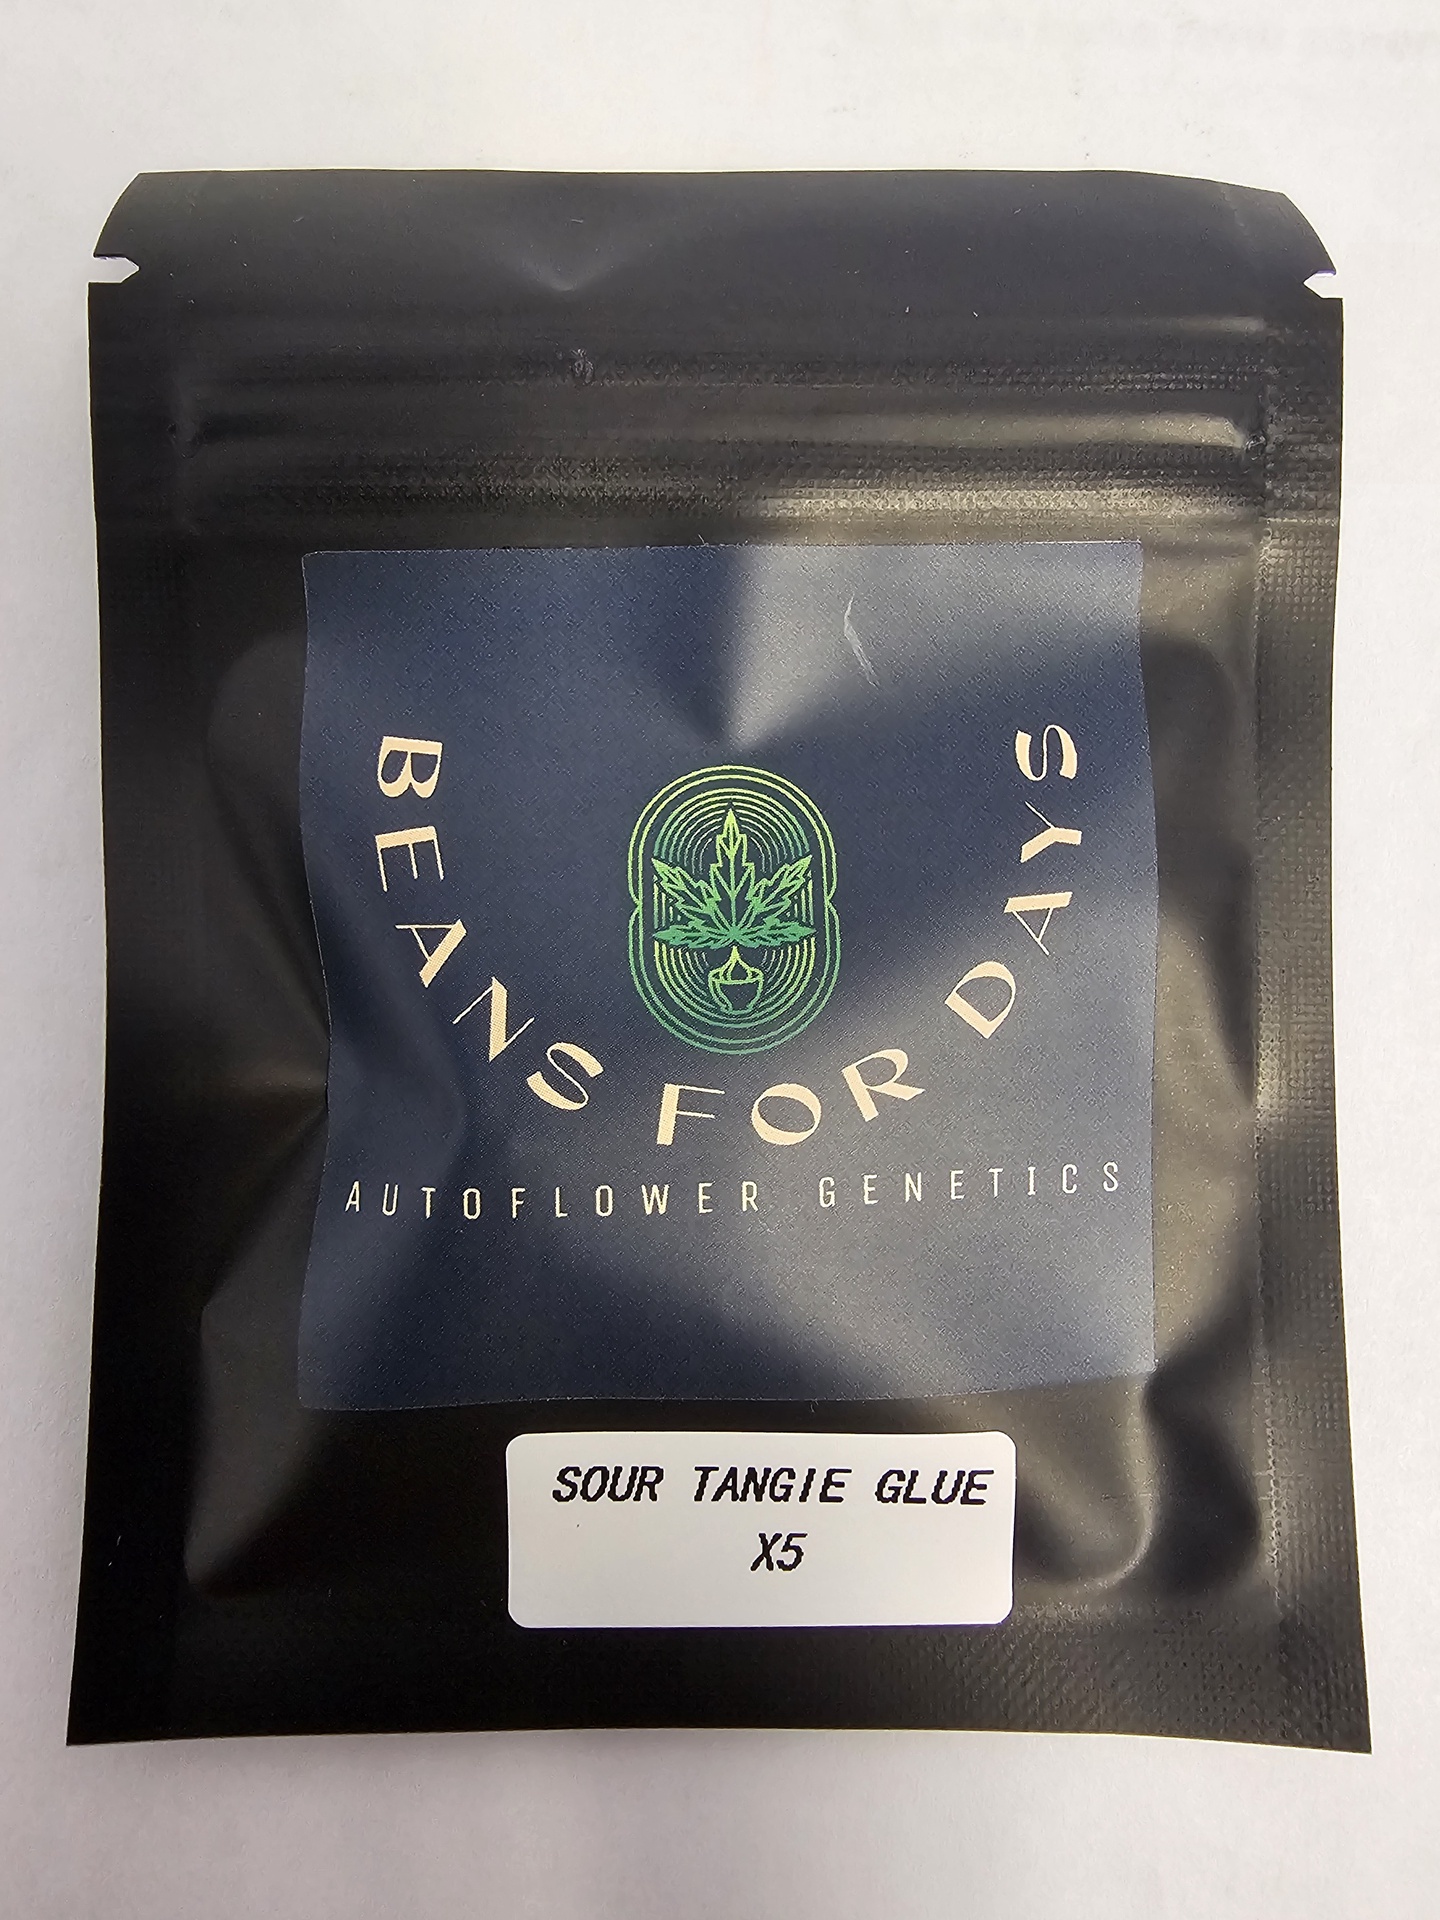 BEANS FOR DAYS
AUTOFLOWER GENETICS
SOUR TANGIE GLUE
X5